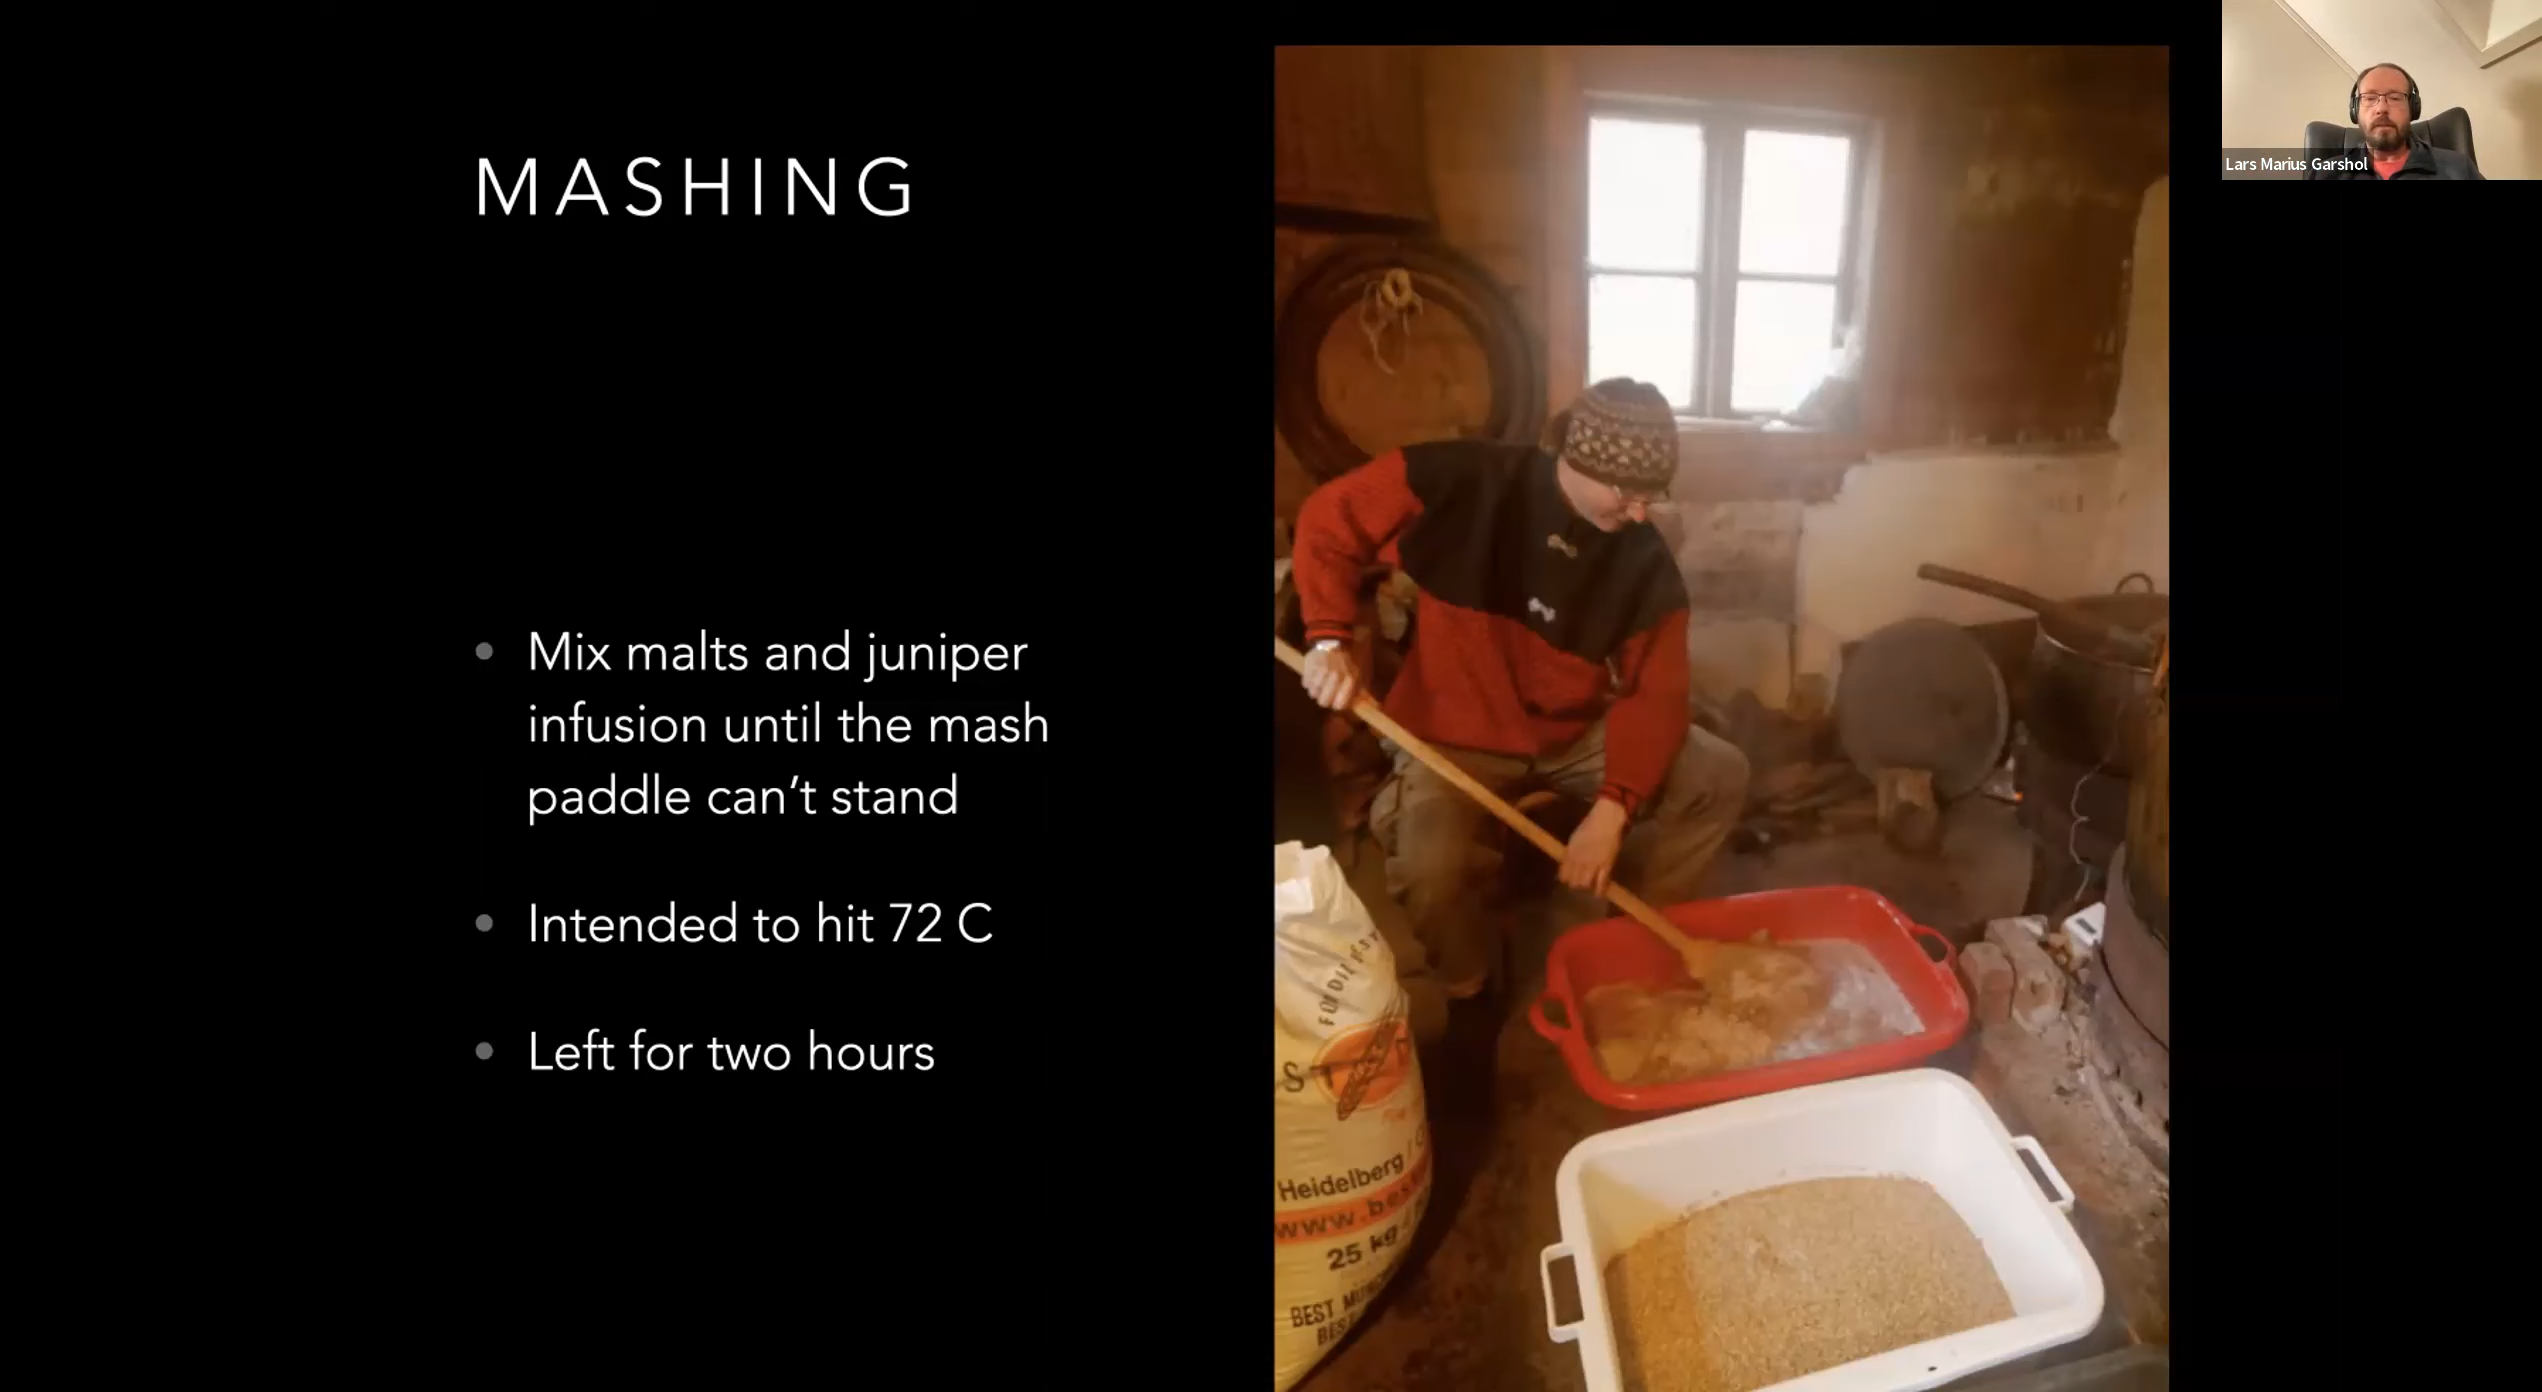 MASHING
Mix malts and juniper
infusion until the mash
paddle can't stand
Intended to hit 72 C
Left for two hours
Lars Marius Garshol
Heidelberg
25 kg
BEST